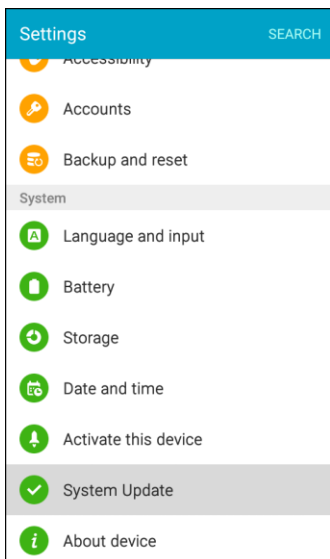 Settings
SEARCH
Accessibility
Accounts
Backup and reset
System
Language and input
Battery
Storage
Date and time
Activate this device
System Update
About device